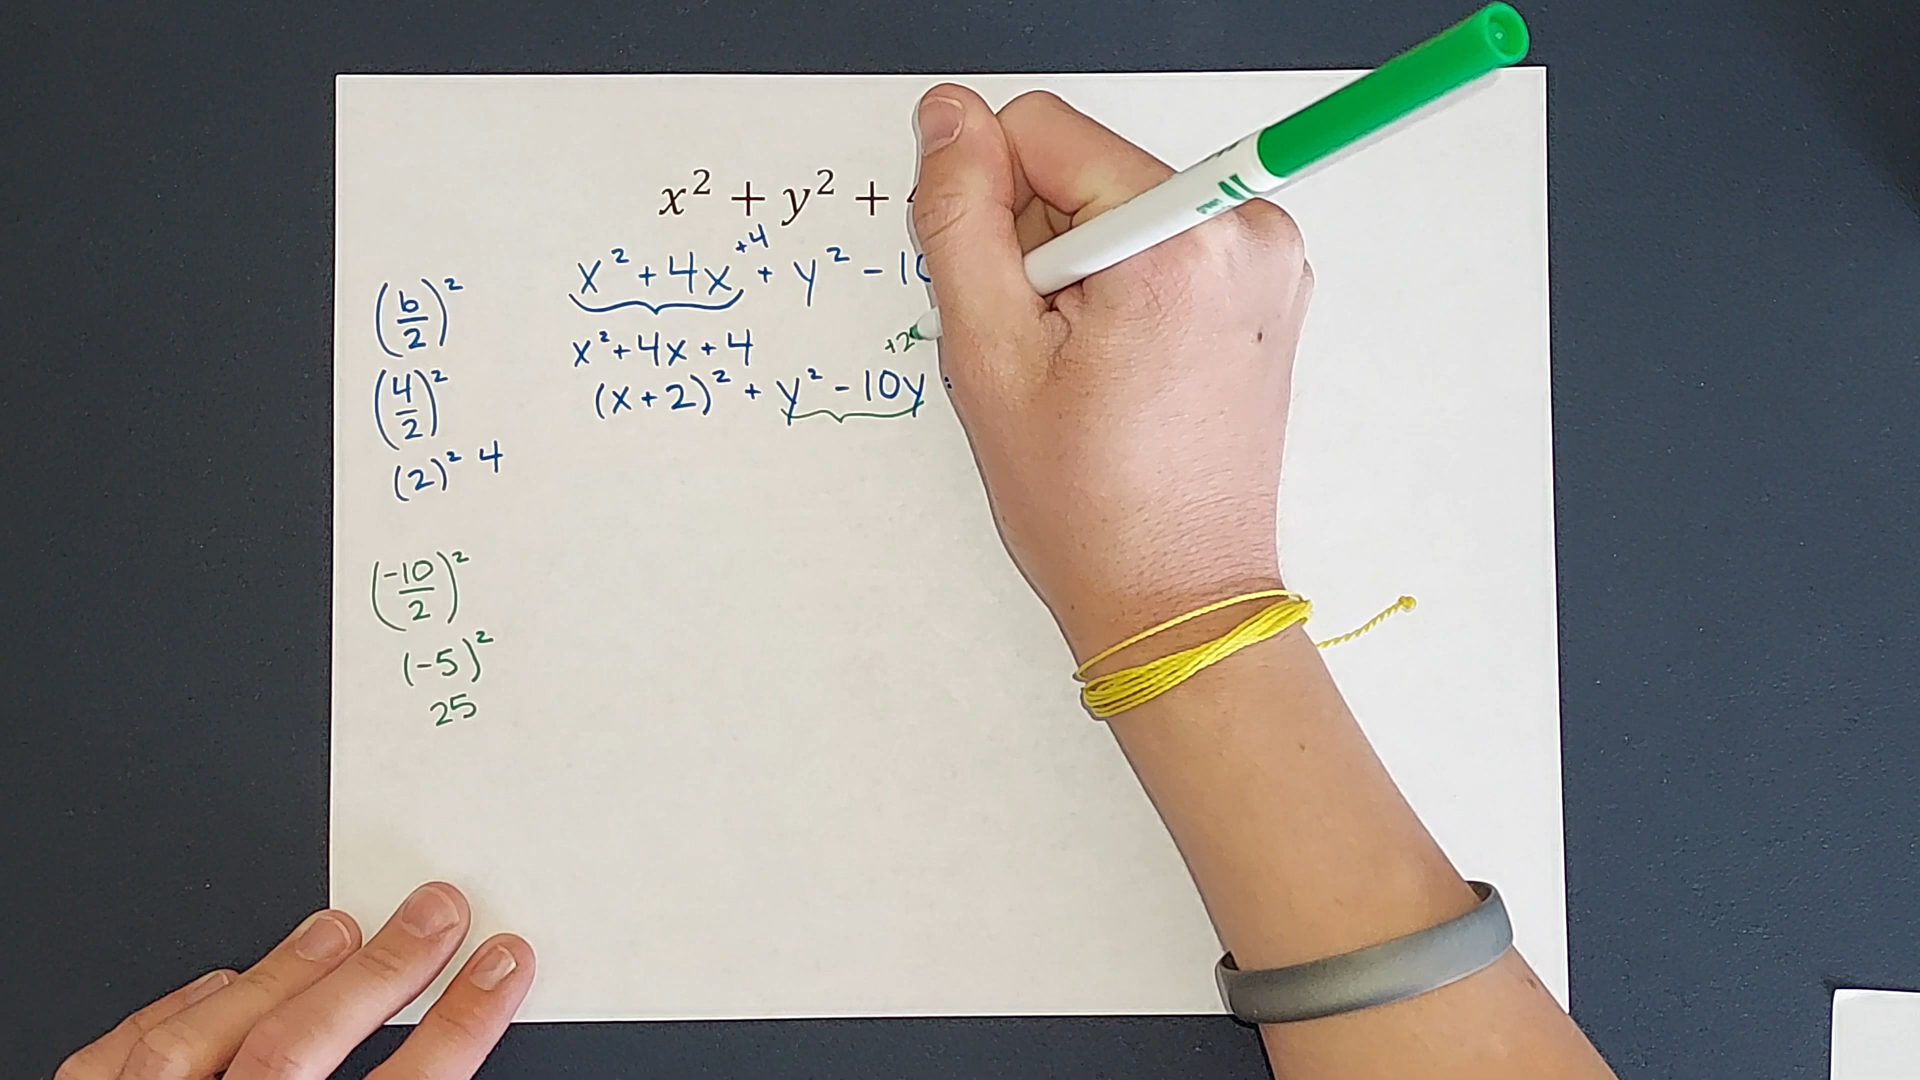 x² + y² +
+4
x² + 4x + y² - 10
x² + 4x + 4
+2
(x + 2)² + y² - 10y
(b/2)²
(4/2)²
(2)² 4
(-10/2)²
(-5)²
25